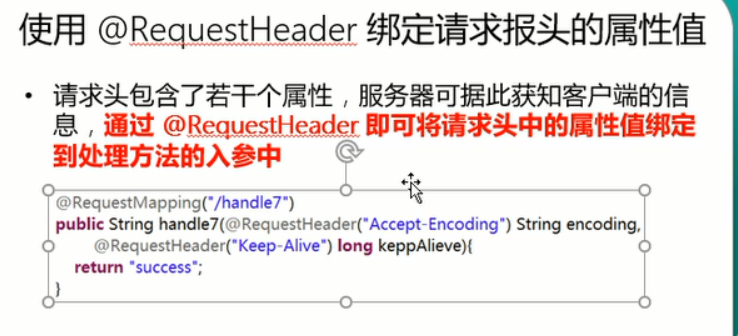 使用 @RequestHeader 绑定请求报头的属性值
• 请求头包含了若干个属性，服务器可据此获知客户端的信
息，通过 @RequestHeader 即可将请求头中的属性值绑定
到处理方法的入参中
@RequestMapping("/handle7")
public String handle7(@RequestHeader("Accept-Encoding") String encoding,
@RequestHeader("Keep-Alive") long keppAlieve){
return "success";
}